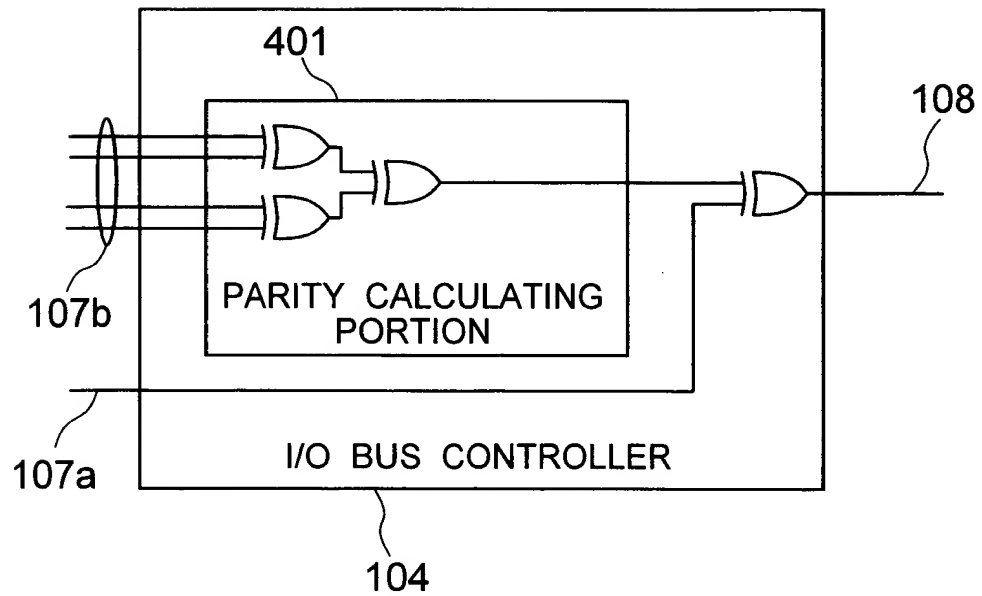 401
108
PARITY CALCULATING
PORTION
107b
I/O BUS CONTROLLER
107a
104